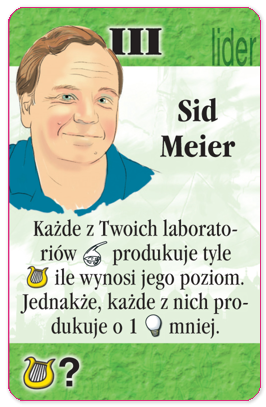 III
lider
Sid
Meier
Każde z Twoich laborato-
riów produkuje tyle
ile wynosi jego poziom.
Jednakże, każde z nich pro-
dukuje o 1 mniej.
?